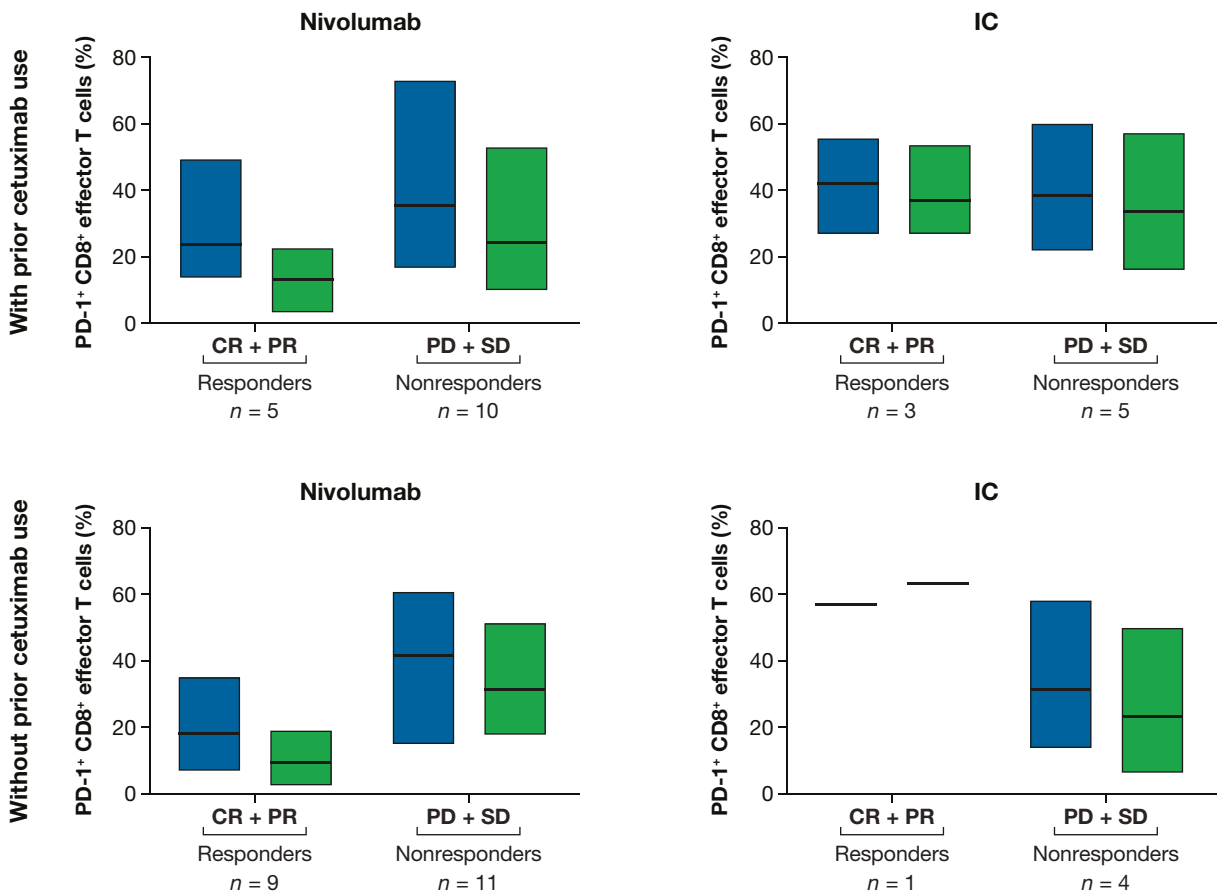 With prior cetuximab use
Nivolumab
PD-1⁺ CD8⁺ effector T cells (%)
80
60
40
20
0
CR + PR
PD + SD
Responders
Nonresponders
n = 5
n = 10
IC
PD-1⁺ CD8⁺ effector T cells (%)
80
60
40
20
0
CR + PR
PD + SD
Responders
Nonresponders
n = 3
n = 5
Without prior cetuximab use
Nivolumab
PD-1⁺ CD8⁺ effector T cells (%)
80
60
40
20
0
CR + PR
PD + SD
Responders
Nonresponders
n = 9
n = 11
IC
PD-1⁺ CD8⁺ effector T cells (%)
80
60
40
20
0
CR + PR
PD + SD
Responders
Nonresponders
n = 1
n = 4